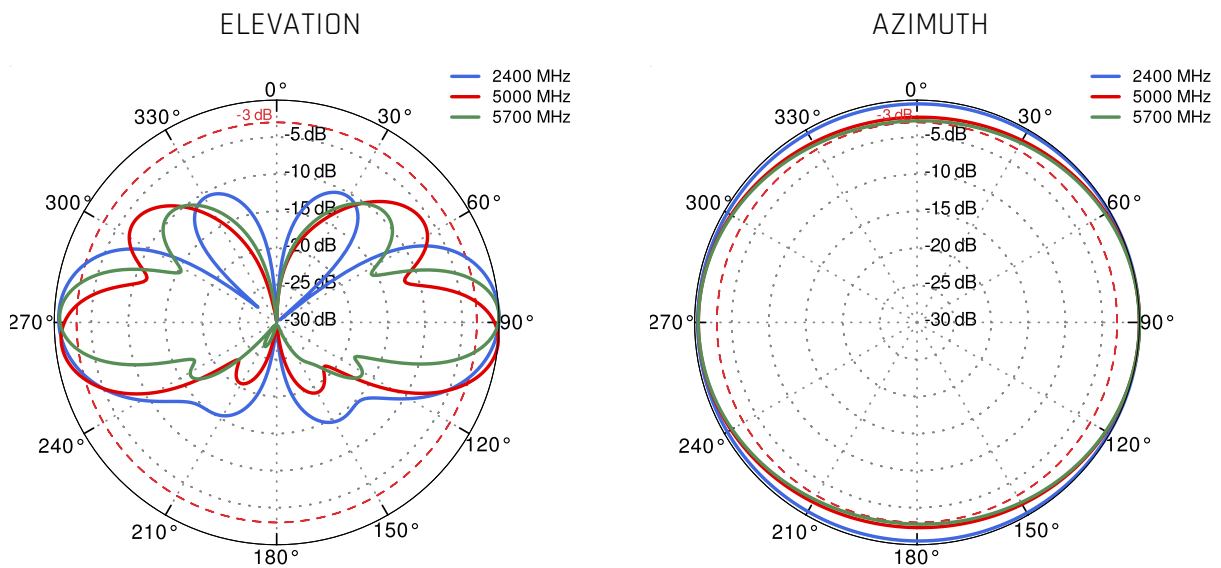 ELEVATION
2400 MHz
5000 MHz
5700 MHz
0°
330°
-3 dB
30°
-5 dB
-10 dB
300°
-15 dB
60°
-20 dB
-25 dB
270°
-30 dB
90°
240°
120°
210°
150°
180°
AZIMUTH
2400 MHz
5000 MHz
5700 MHz
0°
330°
-3 dB
30°
-5 dB
-10 dB
300°
-15 dB
60°
-20 dB
-25 dB
270°
-30 dB
90°
240°
120°
210°
150°
180°